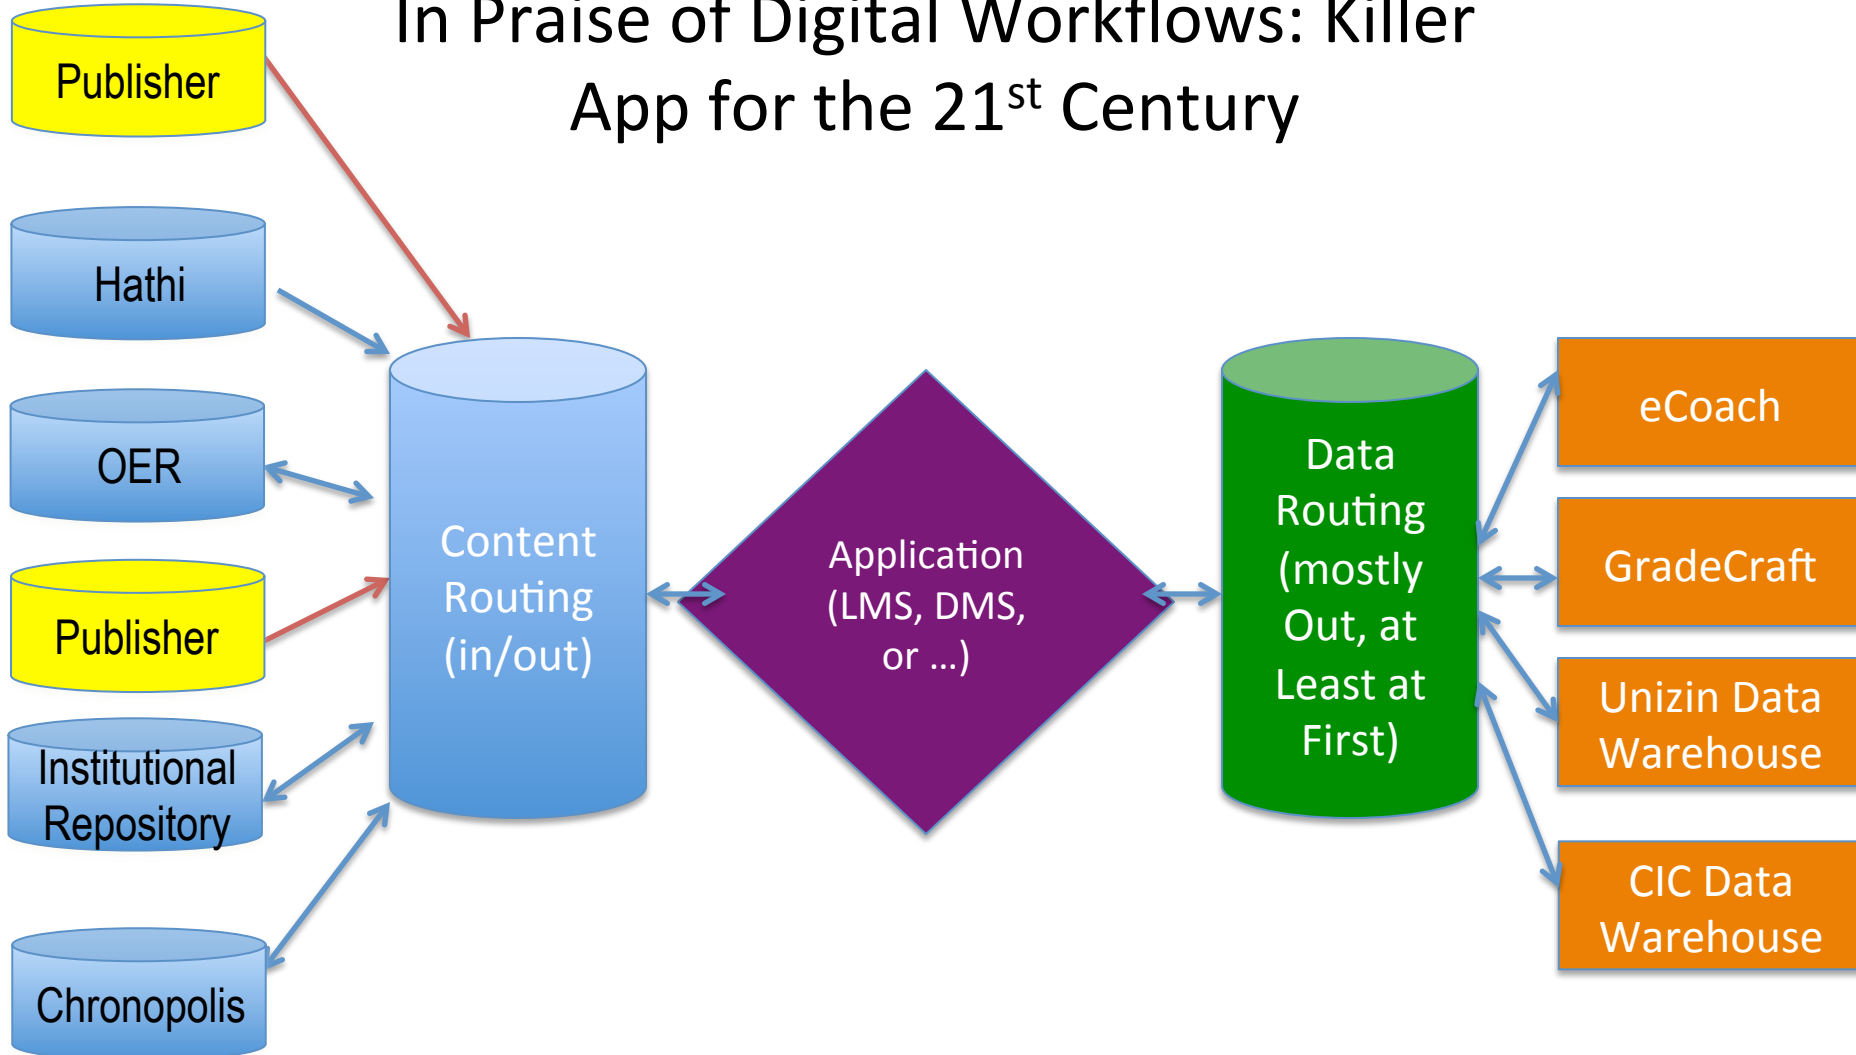 In Praise of Digital Workflows: Killer
App for the 21st Century
Publisher
Hathi
OER
Publisher
Institutional
Repository
Chronopolis
Content
Routing
(in/out)
Application
(LMS, DMS,
or ...)
Data
Routing
(mostly
Out, at
Least at
First)
eCoach
GradeCraft
Unizin Data
Warehouse
CIC Data
Warehouse